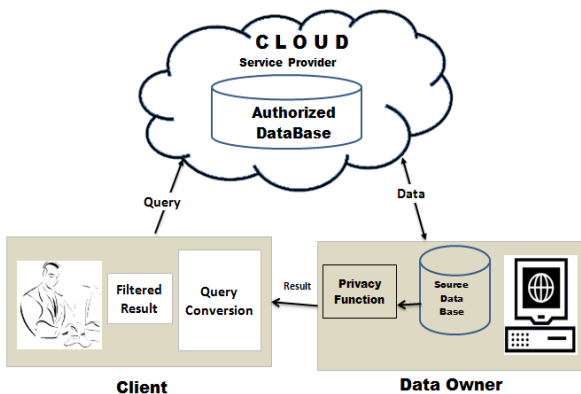 CLOUD
Service Provider
Authorized
DataBase
Query
Data
Filtered
Result
Query
Conversion
Result
Privacy
Function
Source
Data
Base
Client
Data Owner